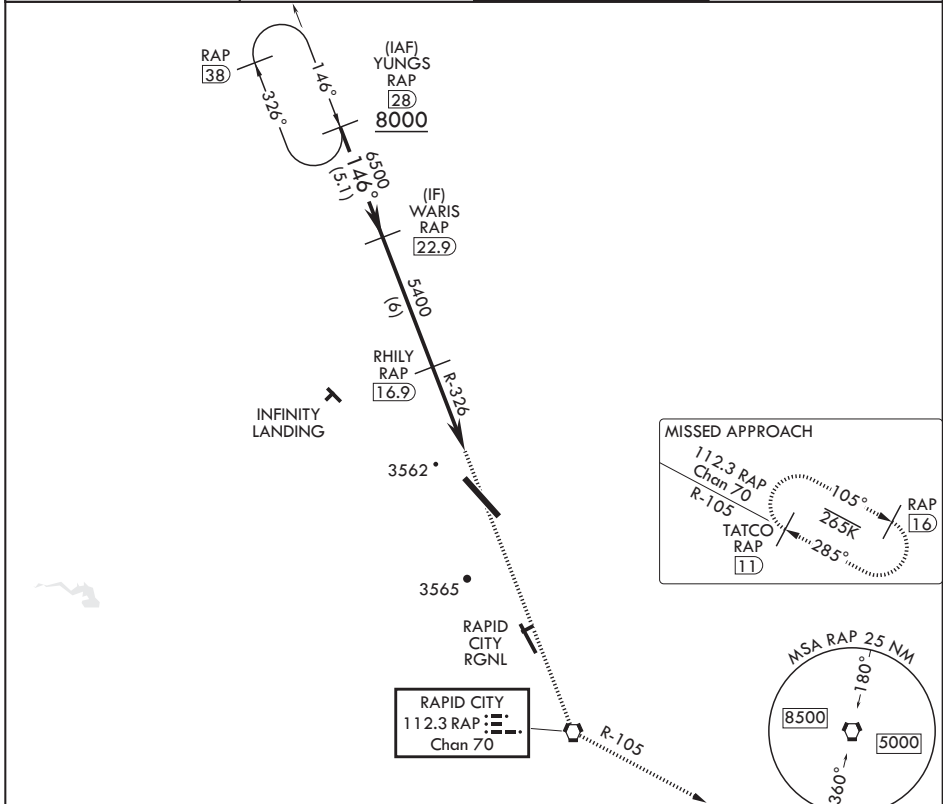 RAP
38
146°
326°
(IAF)
YUNGS
RAP
28
8000
6500
146°
(5.1)
(IF)
WARIS
RAP
22.9
5400
(6)
RHILY
RAP
16.9
R-326
INFINITY
LANDING
3562
3565
RAPID
CITY
RGNL
RAPID CITY
112.3 RAP
Chan 70
R-105
MISSED APPROACH
112.3 RAP
Chan 70
R-105
105°
265K
285°
TATCO
RAP
11
RAP
16
MSA RAP 25 NM
180°
8500
5000
360°